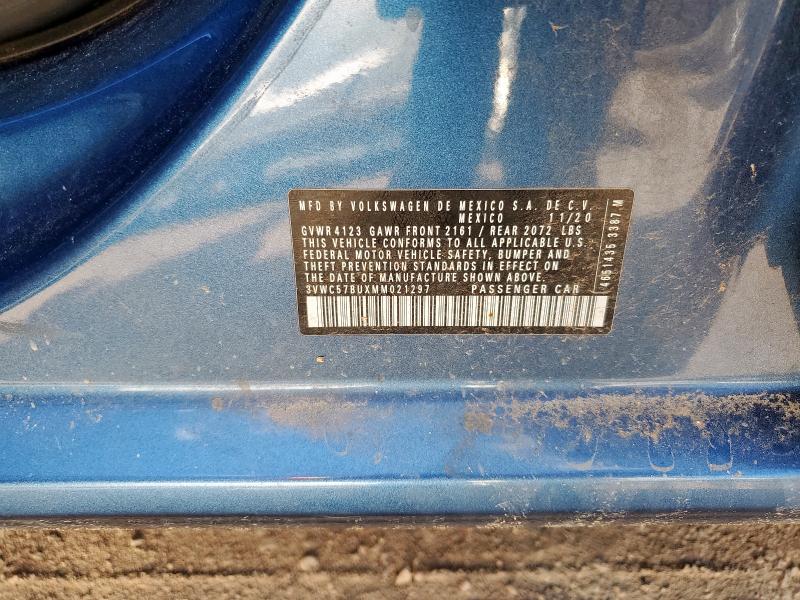 MFD BY VOLKSWAGEN DE MEXICO S.A. DE C.V.
MEXICO 11/20
GVWR 4123 GAWR FRONT 2161 / REAR 2072 LBS
THIS VEHICLE CONFORMS TO ALL APPLICABLE U.S.
FEDERAL MOTOR VEHICLE SAFETY, BUMPER AND
THEFT PREVENTION STANDARDS IN EFFECT ON
THE DATE OF MANUFACTURE SHOWN ABOVE.
3VWC57BUXMM021297 PASSENGER CAR
4651435 3387 M